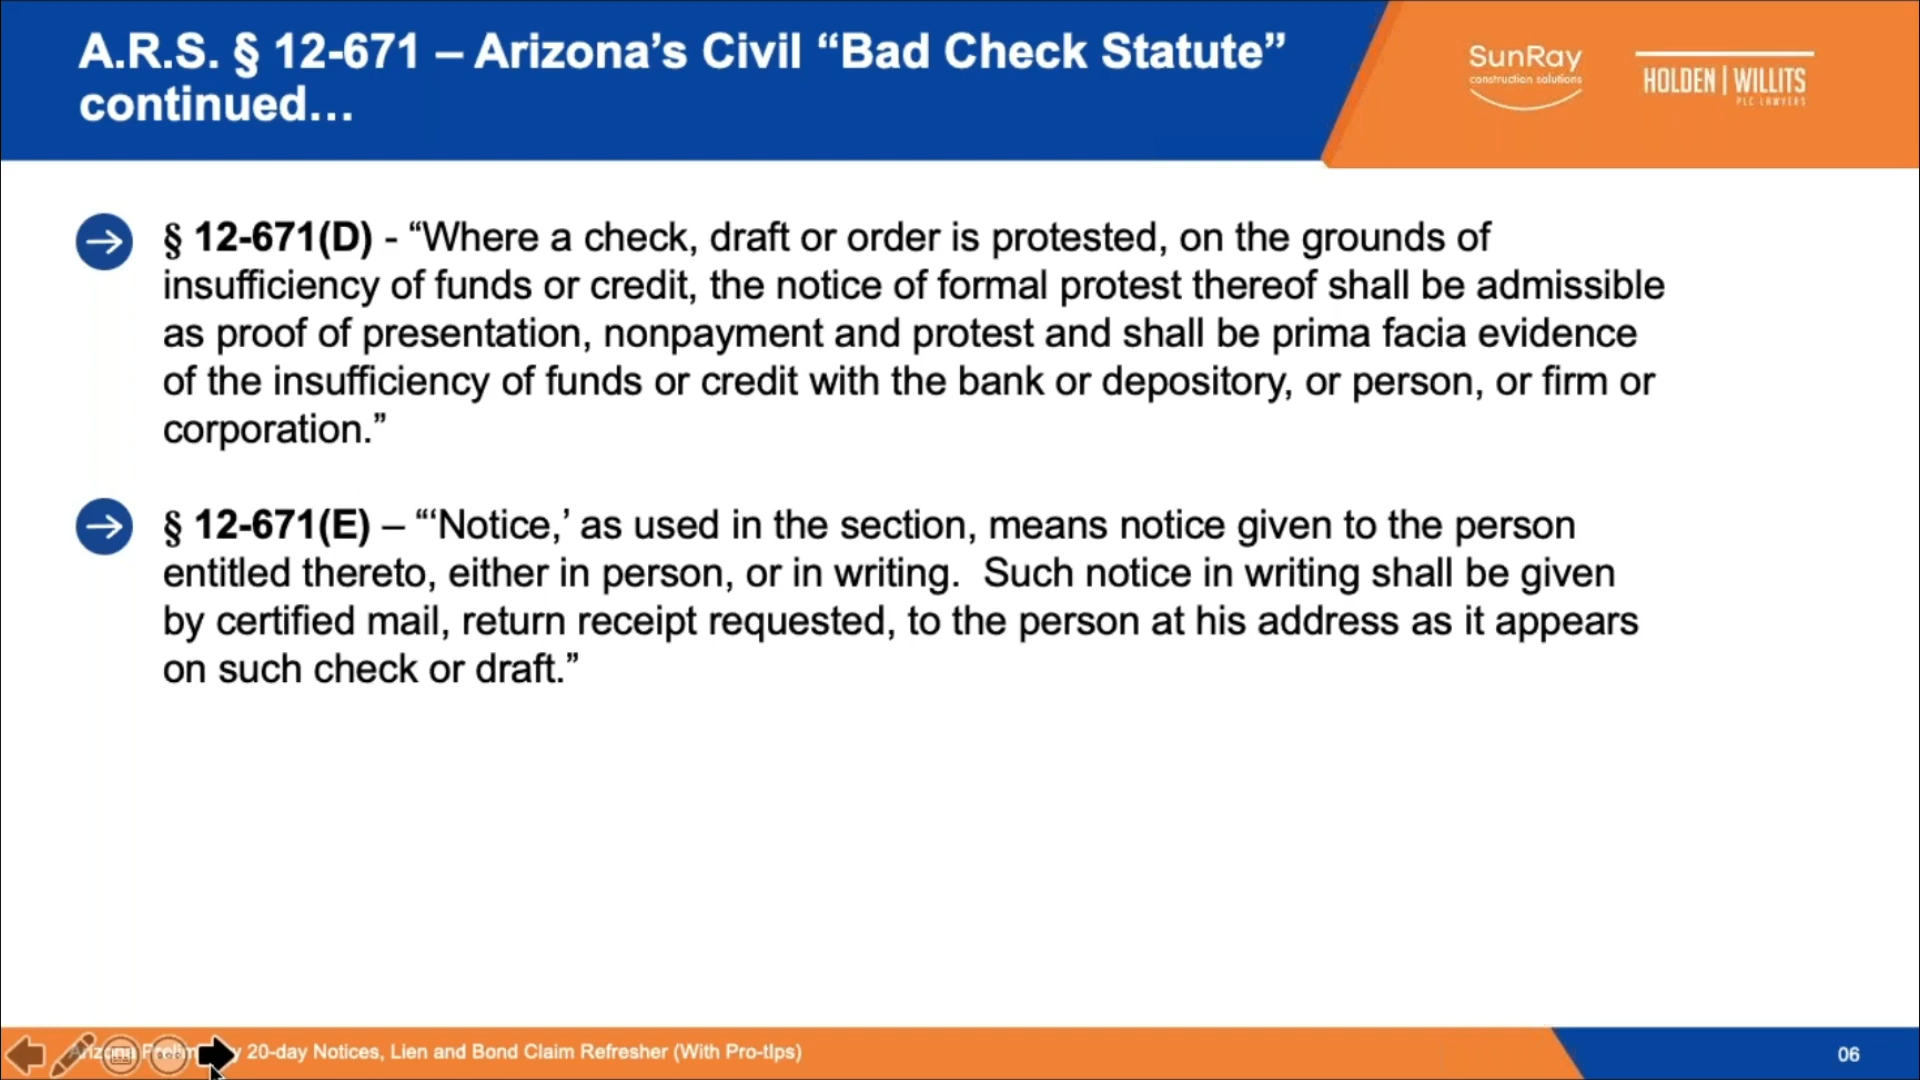 A.R.S. § 12-671 – Arizona’s Civil “Bad Check Statute”
continued…
SunRay
construction solutions
HOLDEN | WILLITS
PLC LAWYERS
§ 12-671(D) - “Where a check, draft or order is protested, on the grounds of
insufficiency of funds or credit, the notice of formal protest thereof shall be admissible
as proof of presentation, nonpayment and protest and shall be prima facia evidence
of the insufficiency of funds or credit with the bank or depository, or person, or firm or
corporation.”
§ 12-671(E) – “‘Notice,’ as used in the section, means notice given to the person
entitled thereto, either in person, or in writing.  Such notice in writing shall be given
by certified mail, return receipt requested, to the person at his address as it appears
on such check or draft.”
Arizona 20-day Notices, Lien and Bond Claim Refresher (With Pro-tIps)
06